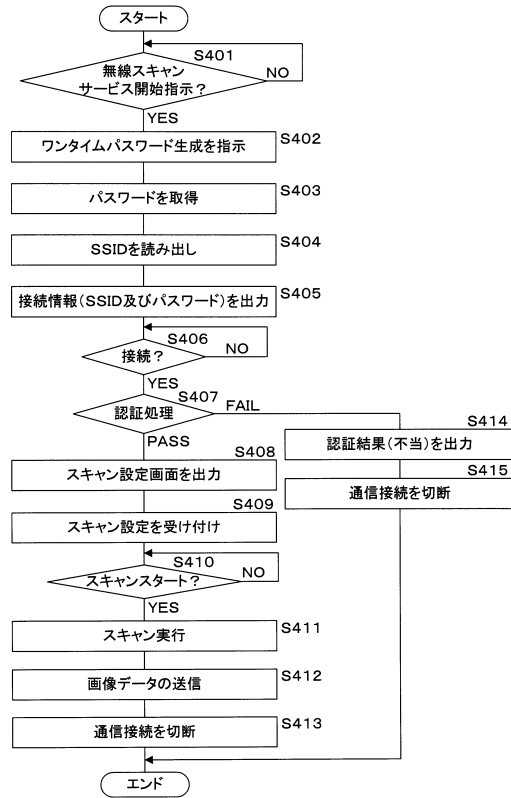 スタート
S401
無線スキャン
サービス開始指示?
NO
YES
ワンタイムパスワード生成を指示
S402
パスワードを取得
S403
SSIDを読み出し
S404
接続情報(SSID及びパスワード)を出力
S405
S406
接続?
NO
YES
S407
認証処理
FAIL
PASS
S414
認証結果(不当)を出力
S408
スキャン設定画面を出力
S415
通信接続を切断
S409
スキャン設定を受け付け
S410
スキャンスタート?
NO
YES
スキャン実行
S411
画像データの送信
S412
通信接続を切断
S413
エンド